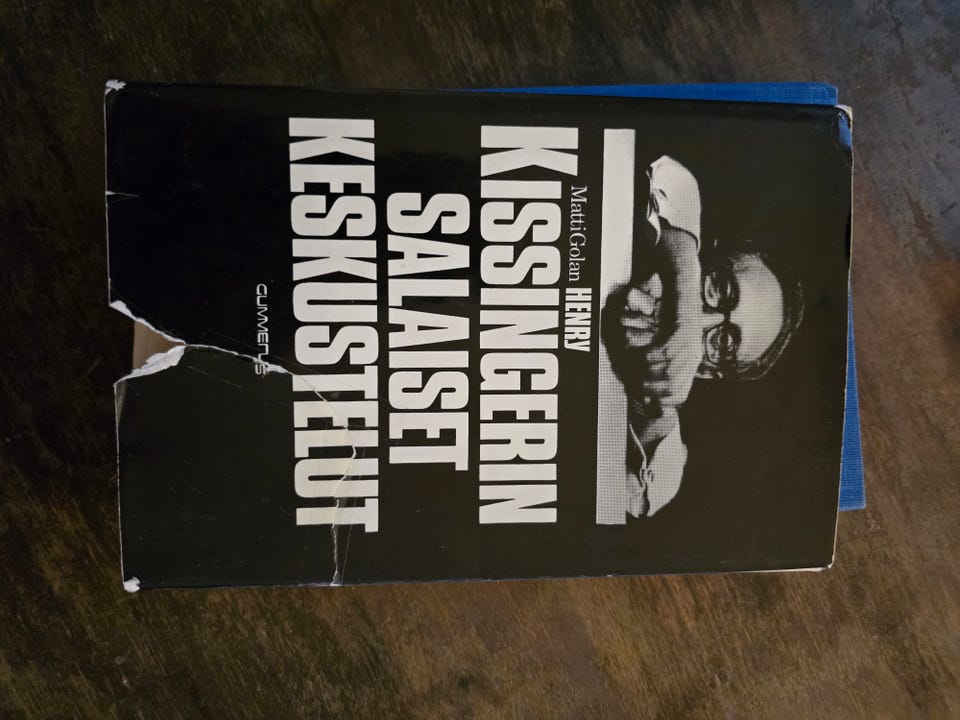 Matti Golan HENRY
KISSINGERIN
SALAISET
KESKUSTELUT
GUMMERUS